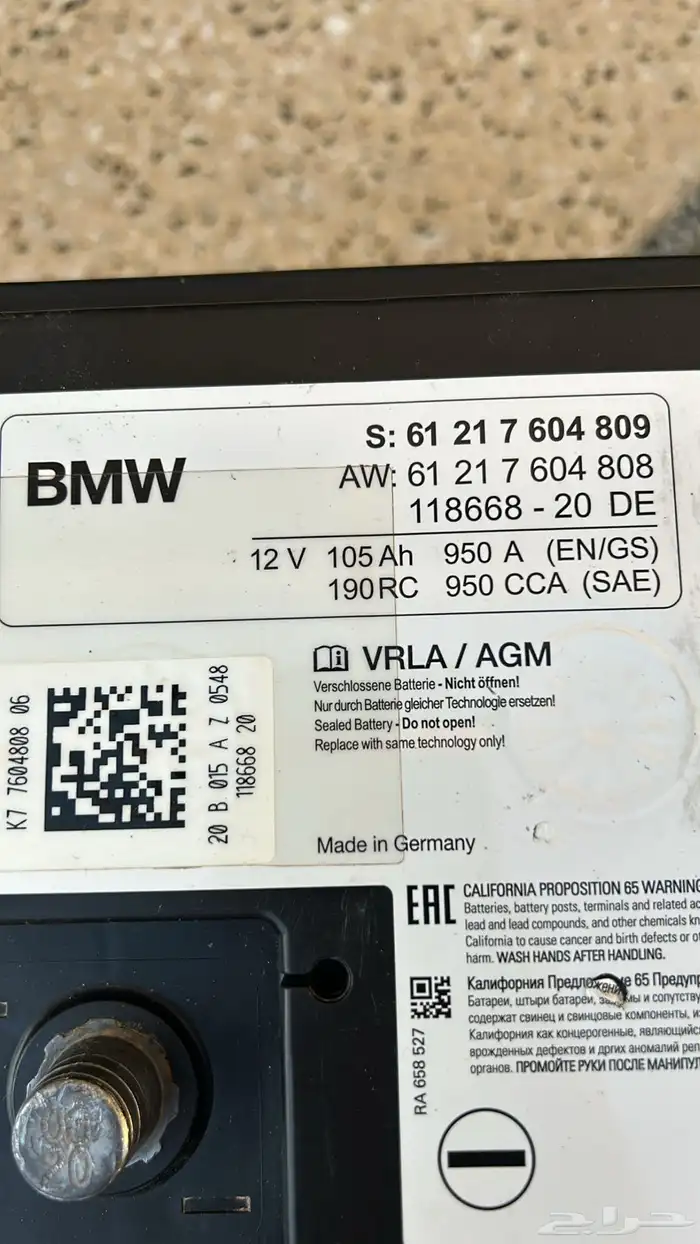 S: 61 21 7 604 809
BMW
AW: 61 21 7 604 808
118668 - 20 DE
12 V 105 Ah 950 A (EN/GS)
190 RC 950 CCA (SAE)
VRLA / AGM
Verschlossene Batterie - Nicht öffnen!
Nur durch Batterie gleicher Technologie ersetzen!
Sealed Battery - Do not open!
Replace with same technology only!
K7 7604808 06
20 B 015 A Z 0548
118668 20
Made in Germany
EAC
CALIFORNIA PROPOSITION 65 WARNING
Batteries, battery posts, terminals and related
lead and lead compounds, and other chemicals
California to cause cancer and birth defects or
harm. WASH HANDS AFTER HANDLING.
Калифорния 65
Батареи, штыри батареи, и
содержат свинец и свинцовые компоненты,
Калифорния как концерогенные,
врожденных дефектов и дргих аномалий
органов. ПРОМОЙТЕ РУКИ ПОСЛЕ
RA 658 527
حراج